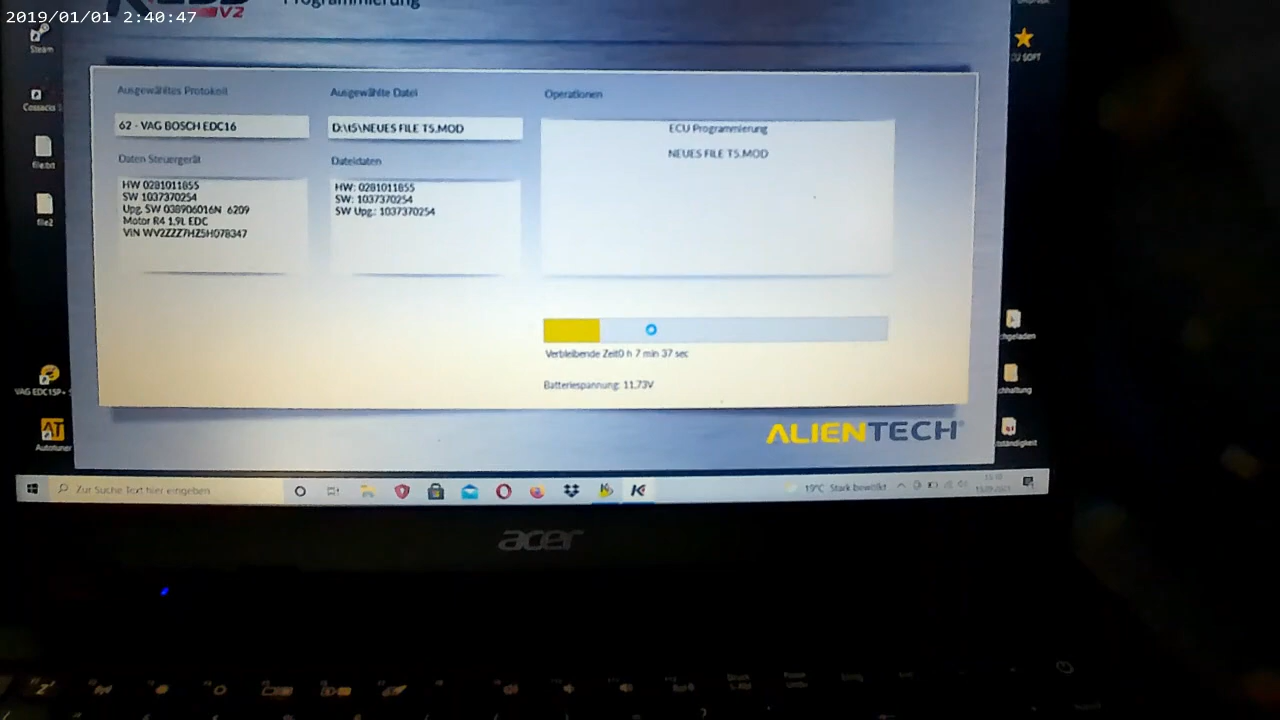 2019/01/01 2:40:47
V2
Programmierung
Steam
Cossacks
file.txt
file2
VAG EDC15P+
Autotuner
Ausgewähltes Protokoll
62 - VAG BOSCH EDC16
Daten Steuergerät
HW 0281011855
SW 1037370254
Upg. SW 038906016N 6209
Motor R4 1,9L EDC
VIN WV2ZZZ7HZ5H078347
Ausgewählte Datei
D:\t5\NEUES FILE T5.MOD
Dateidaten
HW: 0281011855
SW: 1037370254
SW Upg.: 1037370254
Operationen
ECU Programmierung
NEUES FILE T5.MOD
Verbleibende Zeit0 h 7 min 37 sec
Batteriespannung: 11,73V
ALIENTECH
Zur Suche Text hier eingeben
19°C Stark bewölkt
acer